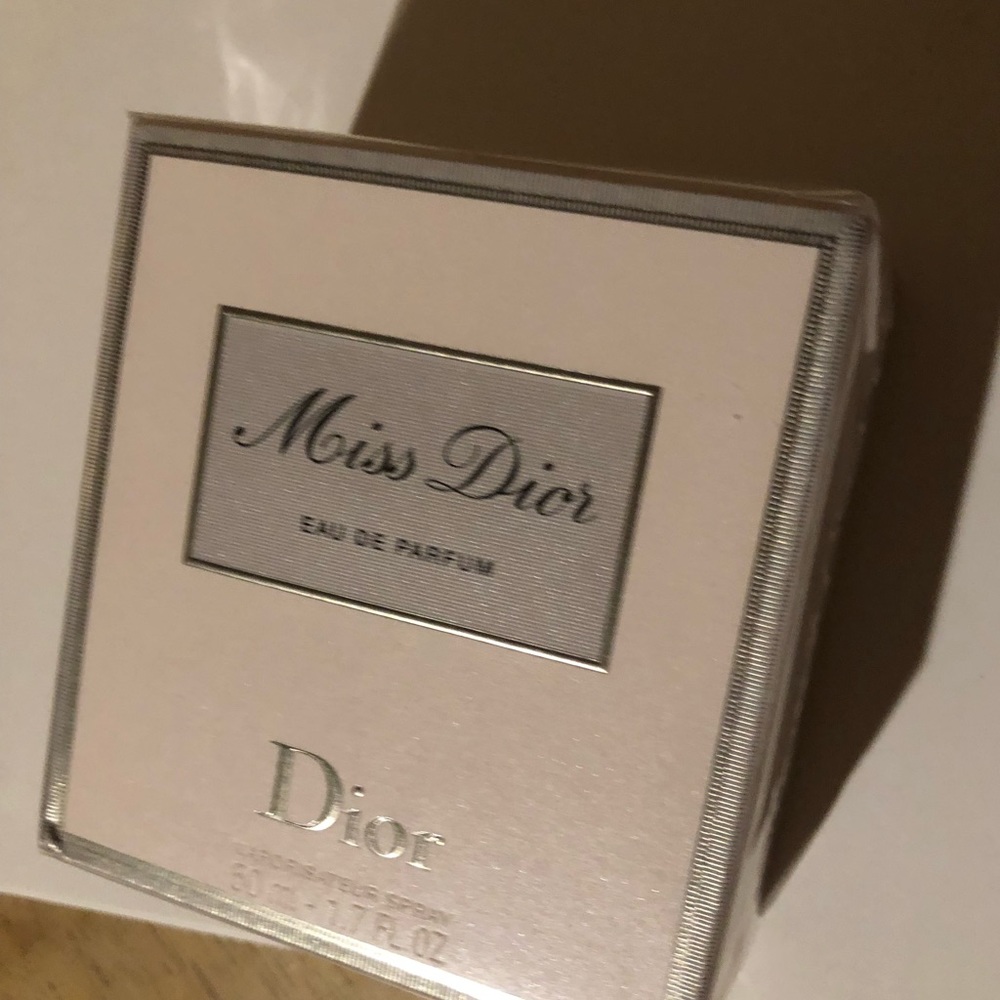 Miss Dior
EAU DE PARFUM
Dior
VAPORISATEUR SPRAY
50 ml - 1.7 FL OZ